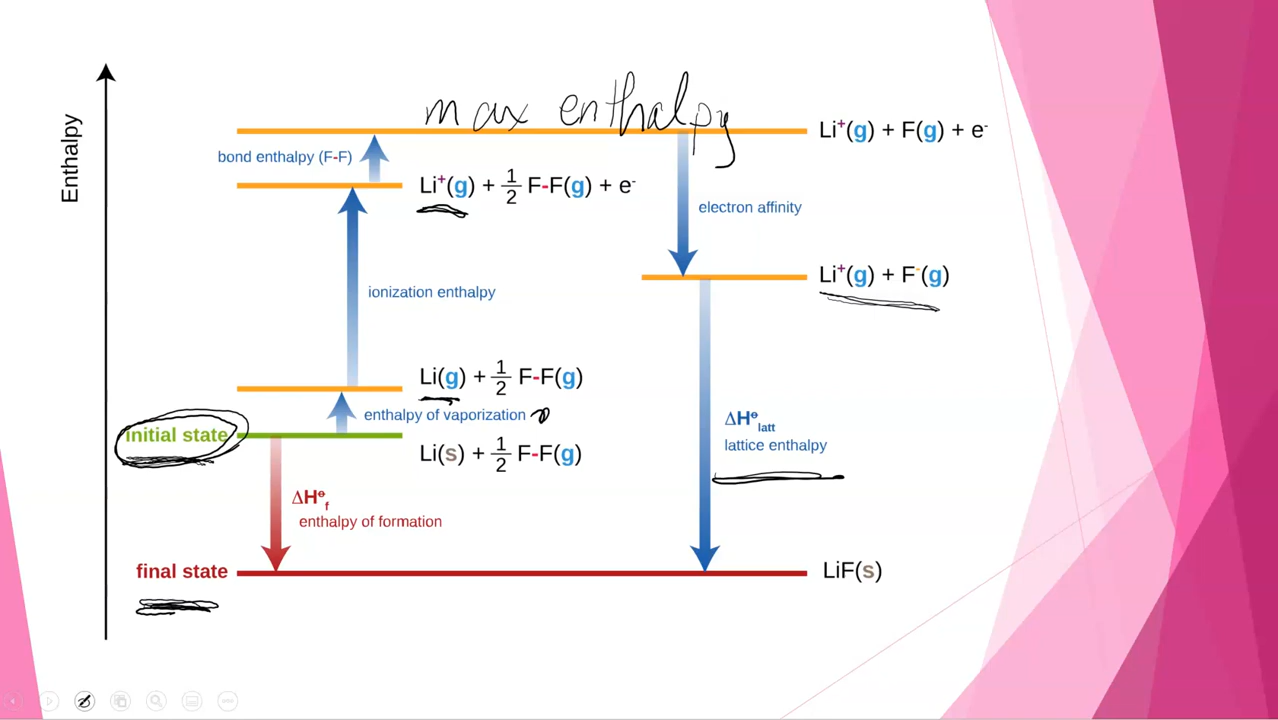 Enthalpy
max enthalpy
Li⁺(g) + F(g) + e⁻
bond enthalpy (F-F)
Li⁺(g) + 1/2 F-F(g) + e⁻
electron affinity
Li⁺(g) + F⁻(g)
ionization enthalpy
Li(g) + 1/2 F-F(g)
enthalpy of vaporization
initial state
Li(s) + 1/2 F-F(g)
ΔH°latt
lattice enthalpy
ΔH°f
enthalpy of formation
final state
LiF(s)